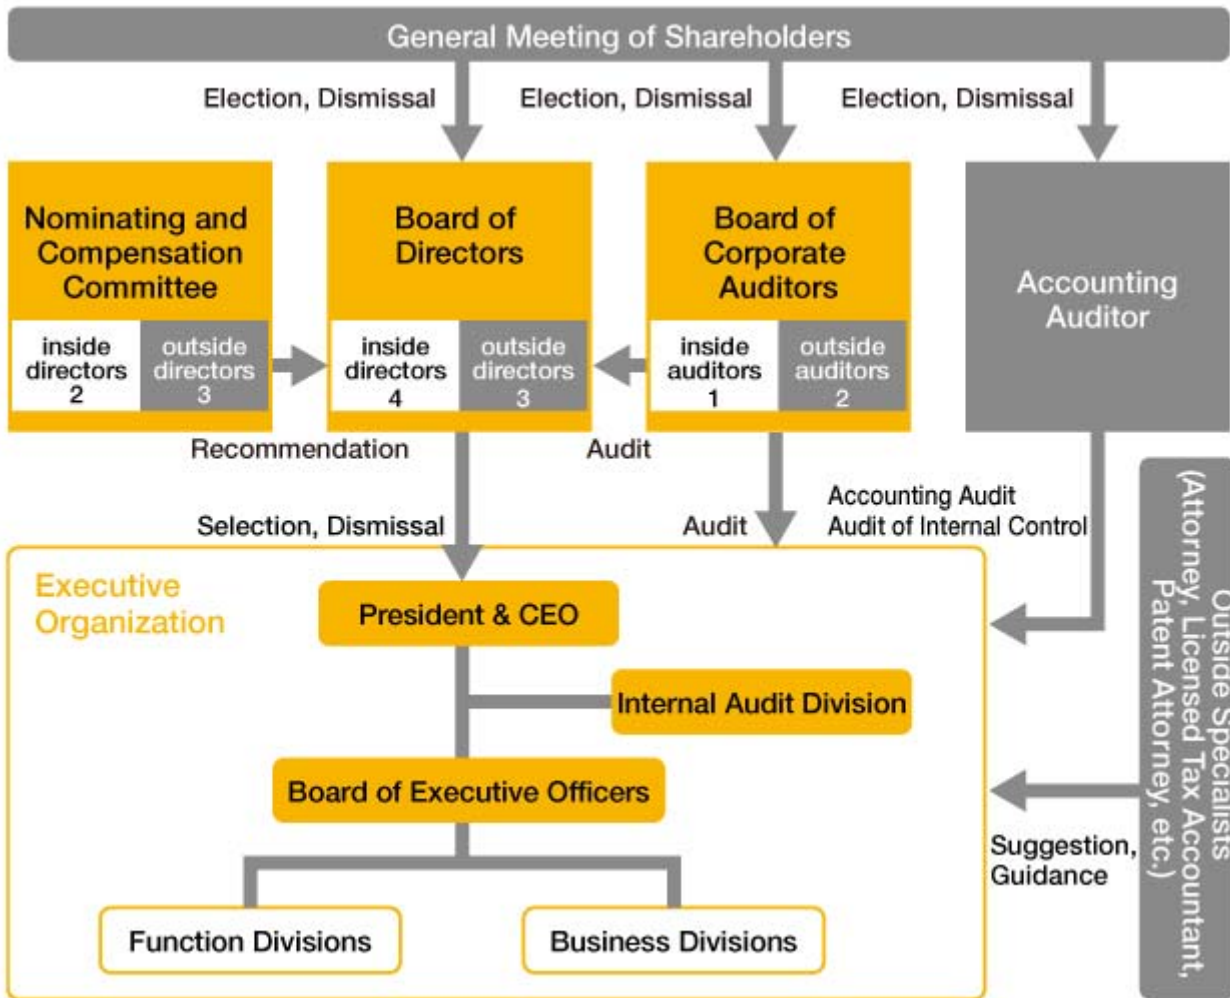 General Meeting of Shareholders
Election, Dismissal
Election, Dismissal
Election, Dismissal
Nominating and
Compensation
Committee
inside
directors
2
outside
directors
3
Board of
Directors
inside
directors
4
outside
directors
3
Board of
Corporate
Auditors
inside
auditors
1
outside
auditors
2
Accounting
Auditor
Recommendation
Audit
Selection, Dismissal
Audit
Accounting Audit
Audit of Internal Control
Outside Specialists
(Attorney, Licensed Tax Accountant,
Patent Attorney, etc.)
Executive
Organization
President & CEO
Internal Audit Division
Board of Executive Officers
Suggestion,
Guidance
Function Divisions
Business Divisions